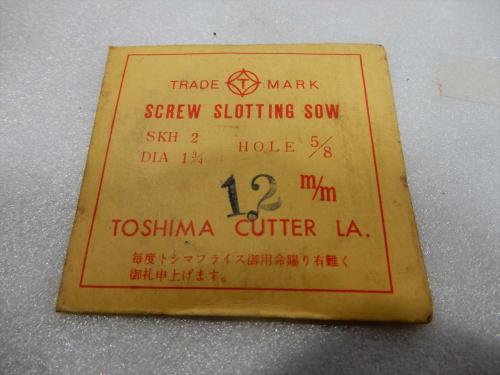 TRADE T MARK
SCREW SLOTTING SOW
SKH 2
DIA 1 3/4
HOLE 5/8
1.2 m/m
TOSHIMA CUTTER LA.
毎度トシマフライス御用命賜り有難く
御礼申上げます。